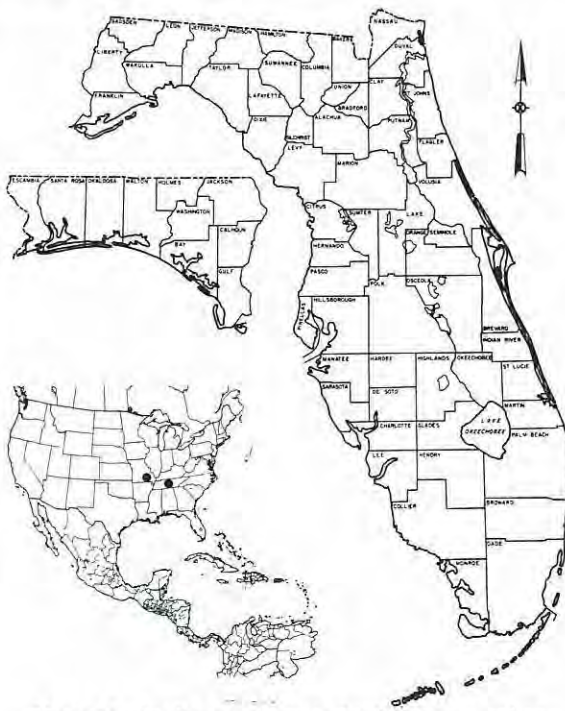 NASSAU
GADSDEN
LEON
JEFFERSON
MADISON
HAMILTON
BAKER
DUVAL
LIBERTY
WAKULLA
TAYLOR
SUWANNEE
COLUMBIA
UNION
CLAY
ST JOHNS
FRANKLIN
LAFAYETTE
BRADFORD
DIXIE
GILCHRIST
ALACHUA
PUTNAM
LEVY
FLAGLER
MARION
VOLUSIA
ESCAMBIA
SANTA ROSA
OKALOOSA
WALTON
HOLMES
JACKSON
WASHINGTON
CALHOUN
BAY
GULF
CITRUS
SUMTER
LAKE
HERNANDO
ORANGE
SEMINOLE
PASCO
POLK
OSCEOLA
PINELLAS
HILLSBOROUGH
BREVARD
INDIAN RIVER
MANATEE
HARDEE
HIGHLANDS
OKEECHOBEE
ST LUCIE
SARASOTA
DE SOTO
MARTIN
CHARLOTTE
GLADES
LAKE
OKEECHOBEE
PALM BEACH
LEE
HENDRY
COLLIER
BROWARD
DADE
MONROE